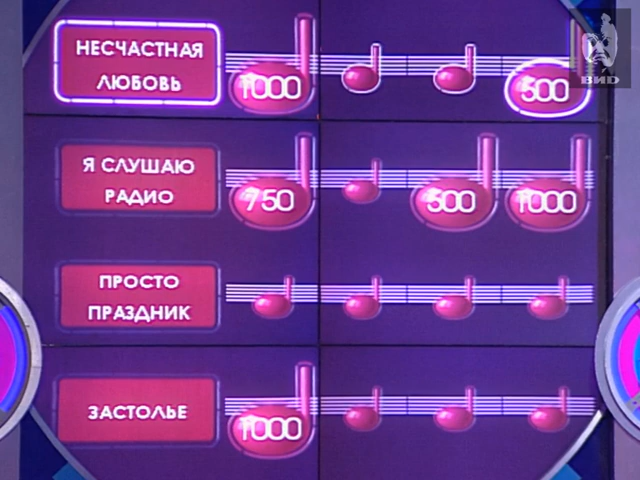 НЕСЧАСТНАЯ
ЛЮБОВЬ
1000
500
ВИD
Я СЛУШАЮ
РАДИО
750
500
1000
ПРОСТО
ПРАЗДНИК
ЗАСТОЛЬЕ
1000